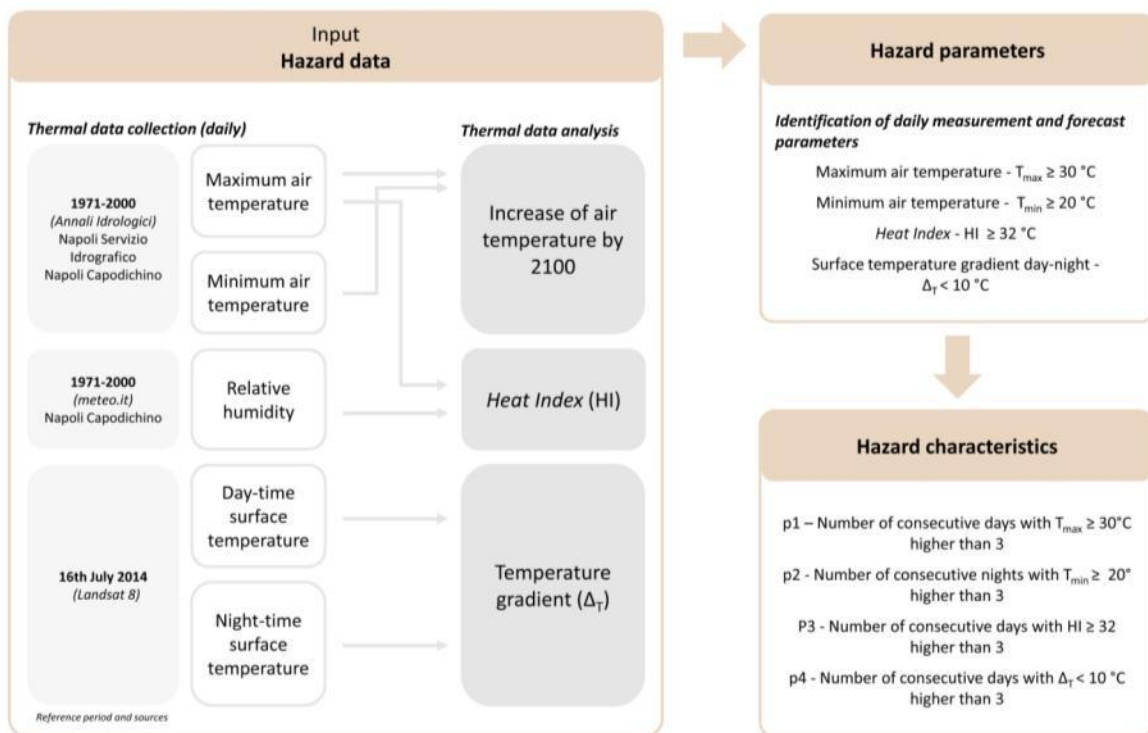 Input
Hazard data
Thermal data collection (daily)
Thermal data analysis
1971-2000
(Annali Idrologici)
Napoli Servizio
Idrografico
Napoli Capodichino
Maximum air
temperature
Minimum air
temperature
Increase of air
temperature by
2100
1971-2000
(meteo.it)
Napoli Capodichino
Relative
humidity
Heat Index (HI)
16th July 2014
(Landsat 8)
Day-time
surface
temperature
Night-time
surface
temperature
Temperature
gradient (ΔT)
Reference period and sources
Hazard parameters
Identification of daily measurement and forecast
parameters
Maximum air temperature - Tmax ≥ 30 °C
Minimum air temperature - Tmin ≥ 20 °C
Heat Index - HI ≥ 32 °C
Surface temperature gradient day-night -
ΔT < 10 °C
Hazard characteristics
p1 – Number of consecutive days with Tmax ≥ 30°C
higher than 3
p2 - Number of consecutive nights with Tmin ≥ 20°
higher than 3
P3 - Number of consecutive days with HI ≥ 32
higher than 3
p4 - Number of consecutive days with ΔT < 10 °C
higher than 3